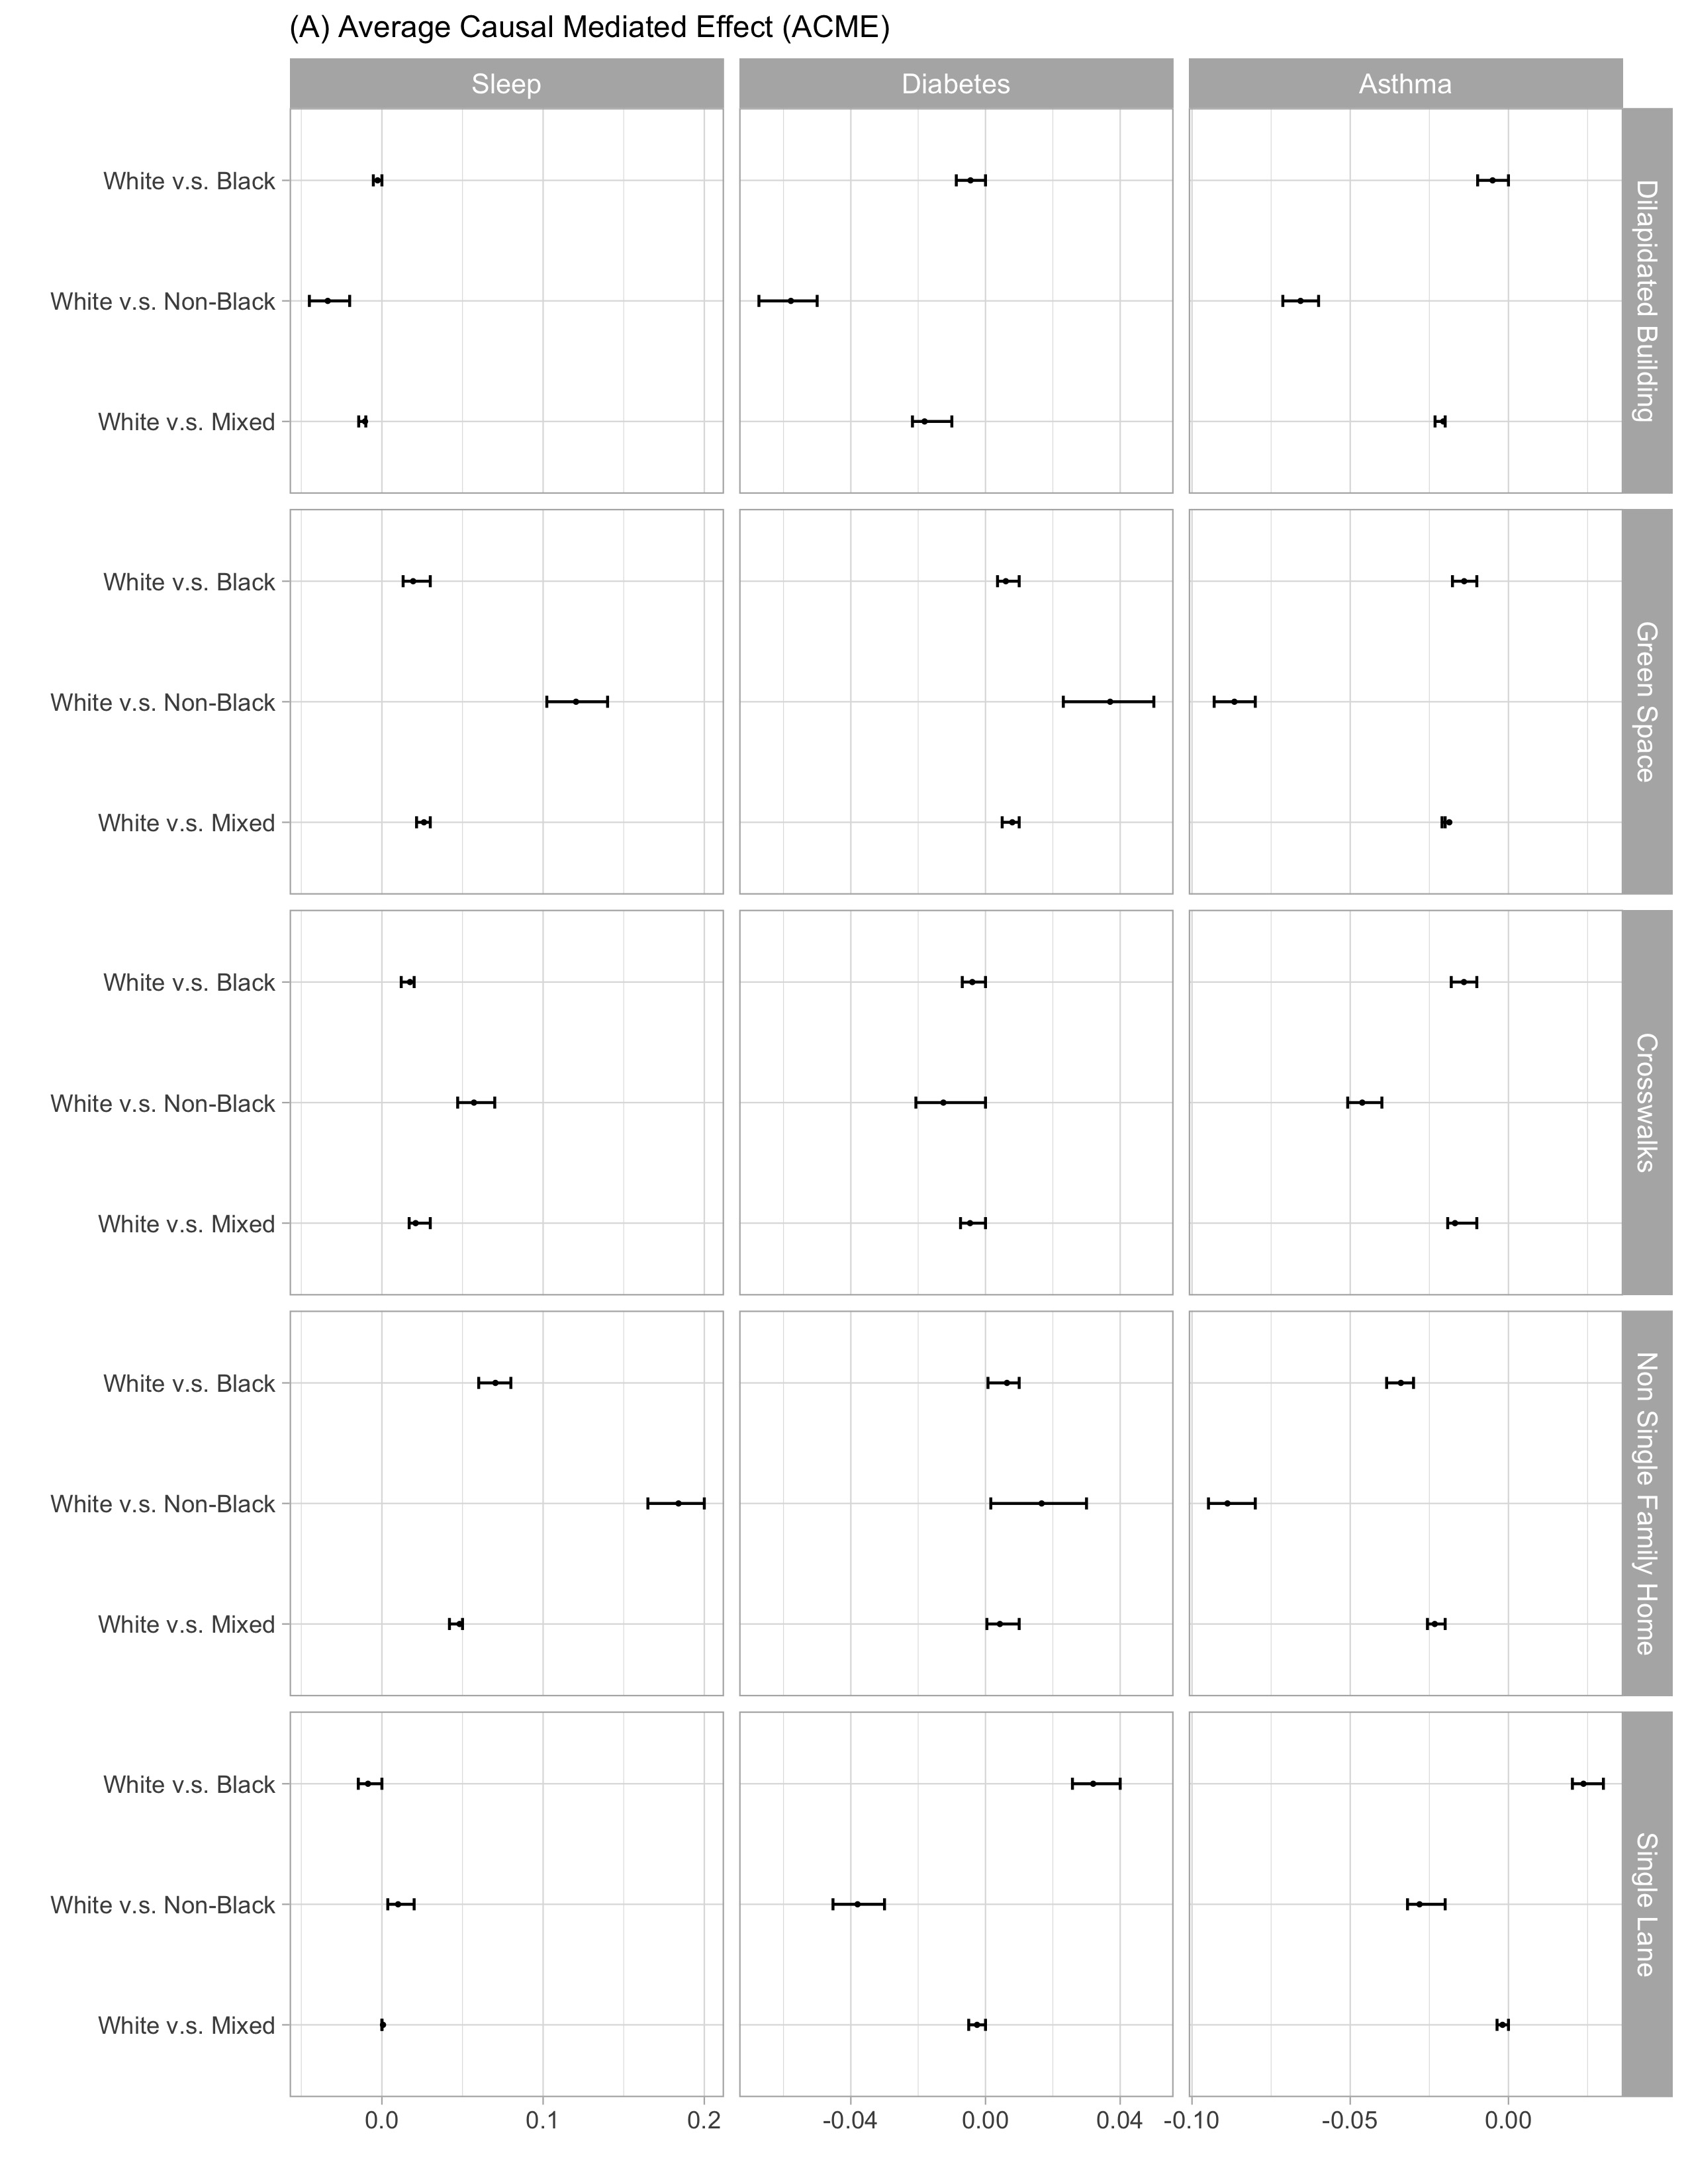 (A) Average Causal Mediated Effect (ACME)
Sleep
Diabetes
Asthma
White v.s. Black
White v.s. Non-Black
White v.s. Mixed
Dilapidated Building
White v.s. Black
White v.s. Non-Black
White v.s. Mixed
Green Space
White v.s. Black
White v.s. Non-Black
White v.s. Mixed
Crosswalks
White v.s. Black
White v.s. Non-Black
White v.s. Mixed
Non Single Family Home
White v.s. Black
White v.s. Non-Black
White v.s. Mixed
Single Lane
0.0 0.1 0.2
-0.04 0.00 0.04
-0.10 -0.05 0.00